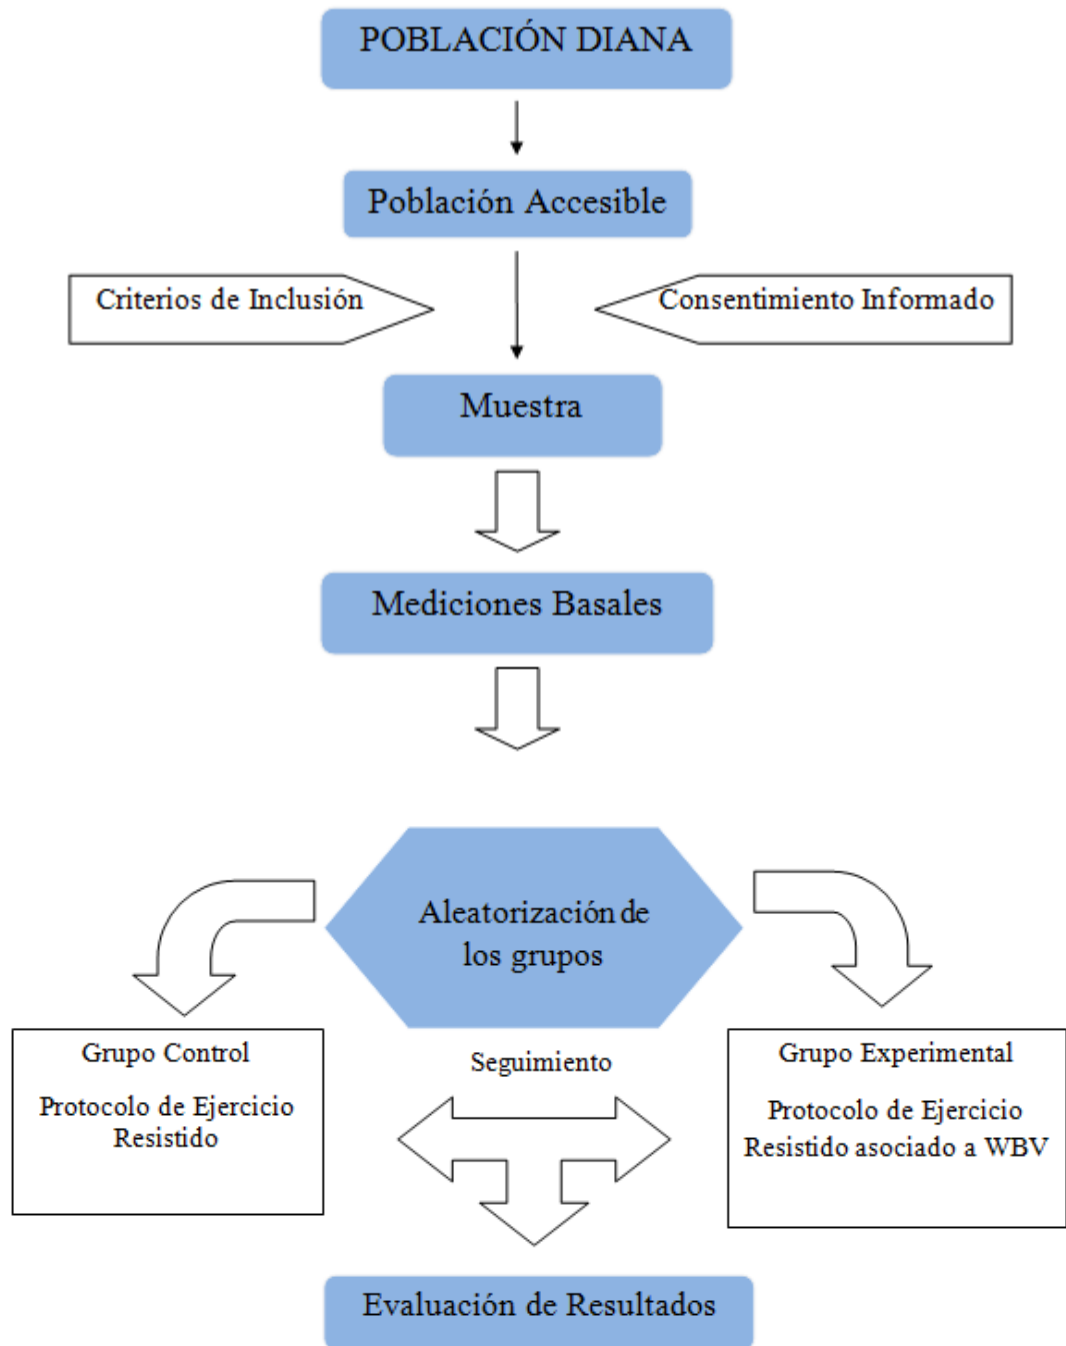 POBLACIÓN DIANA
Población Accesible
Criterios de Inclusión
Consentimiento Informado
Muestra
Mediciones Basales
Aleatorización de
los grupos
Grupo Control
Protocolo de Ejercicio
Resistido
Seguimiento
Grupo Experimental
Protocolo de Ejercicio
Resistido asociado a WBV
Evaluación de Resultados